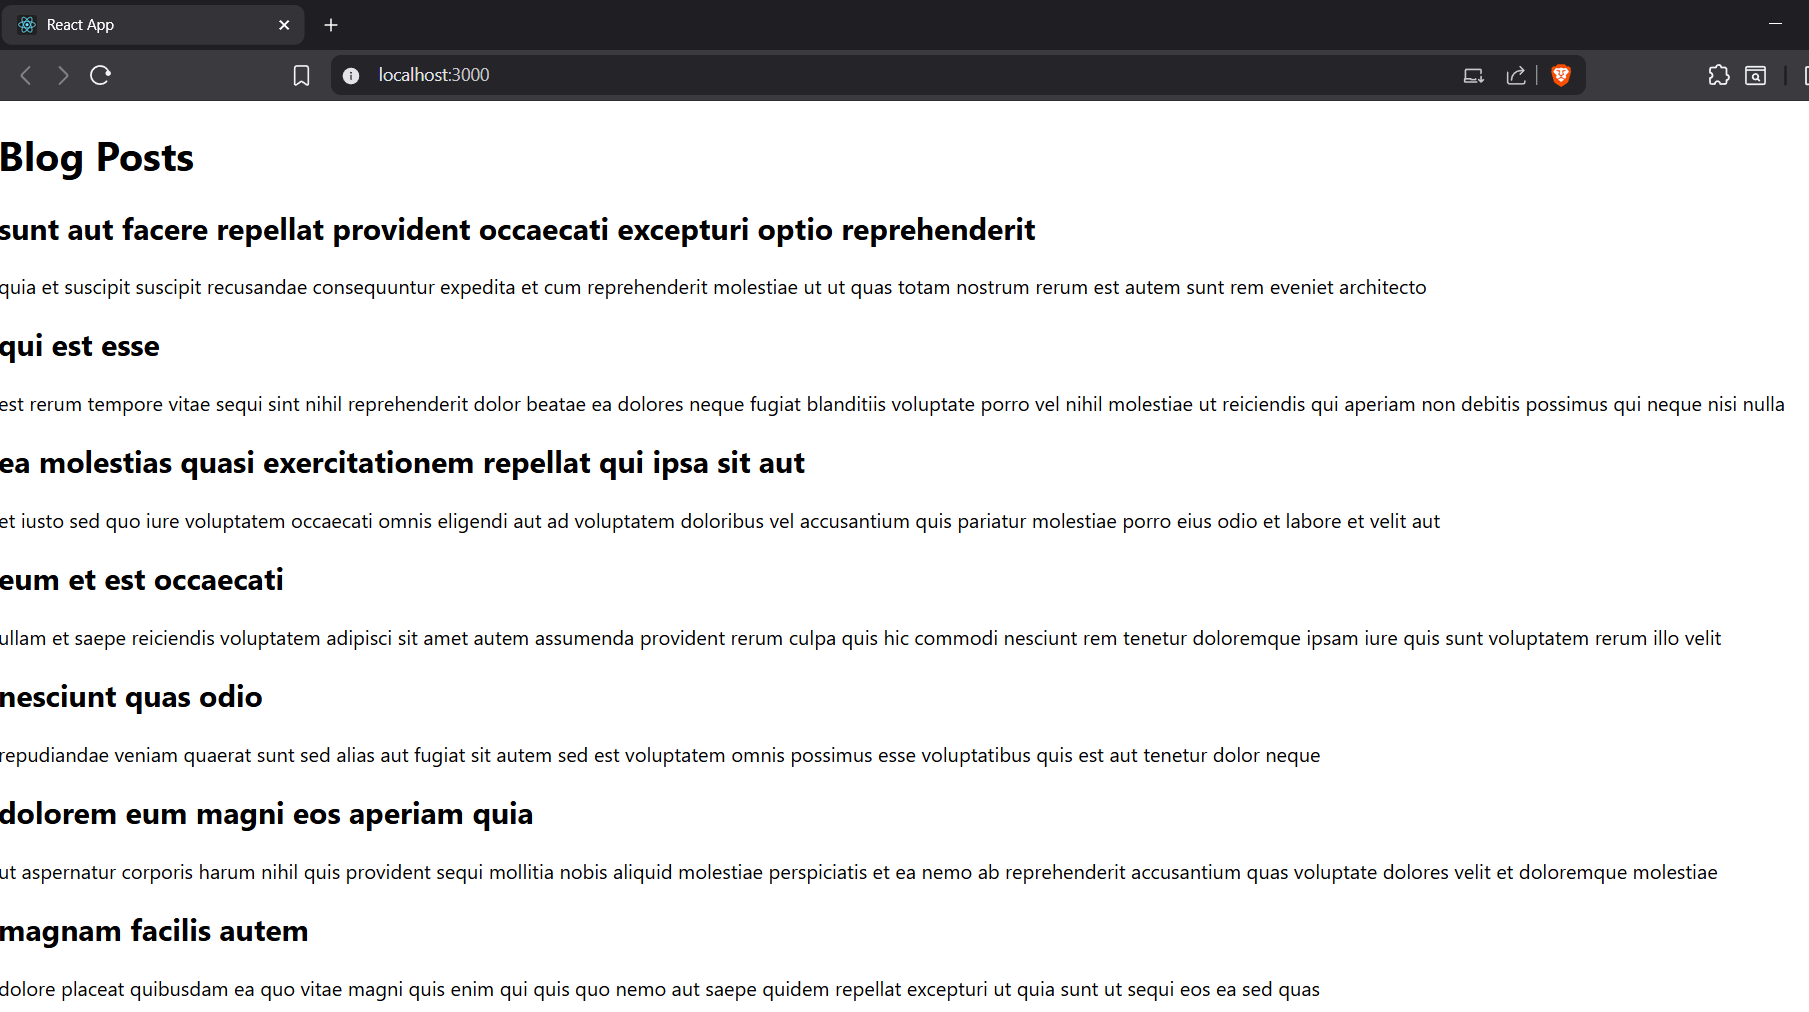 React App
localhost:3000
Blog Posts
sunt aut facere repellat provident occaecati excepturi optio reprehenderit
quia et suscipit suscipit recusandae consequuntur expedita et cum reprehenderit molestiae ut ut quas totam nostrum rerum est autem sunt rem eveniet architecto
qui est esse
est rerum tempore vitae sequi sint nihil reprehenderit dolor beatae ea dolores neque fugiat blanditiis voluptate porro vel nihil molestiae ut reiciendis qui aperiam non debitis possimus qui neque nisi nulla
ea molestias quasi exercitationem repellat qui ipsa sit aut
et iusto sed quo iure voluptatem occaecati omnis eligendi aut ad voluptatem doloribus vel accusantium quis pariatur molestiae porro eius odio et labore et velit aut
eum et est occaecati
ullam et saepe reiciendis voluptatem adipisci sit amet autem assumenda provident rerum culpa quis hic commodi nesciunt rem tenetur doloremque ipsam iure quis sunt voluptatem rerum illo velit
nesciunt quas odio
repudiandae veniam quaerat sunt sed alias aut fugiat sit autem sed est voluptatem omnis possimus esse voluptatibus quis est aut tenetur dolor neque
dolorem eum magni eos aperiam quia
ut aspernatur corporis harum nihil quis provident sequi mollitia nobis aliquid molestiae perspiciatis et ea nemo ab reprehenderit accusantium quas voluptate dolores velit et doloremque molestiae
magnam facilis autem
dolore placeat quibusdam ea quo vitae magni quis enim qui quis quo nemo aut saepe quidem repellat excepturi ut quia sunt ut sequi eos ea sed quas